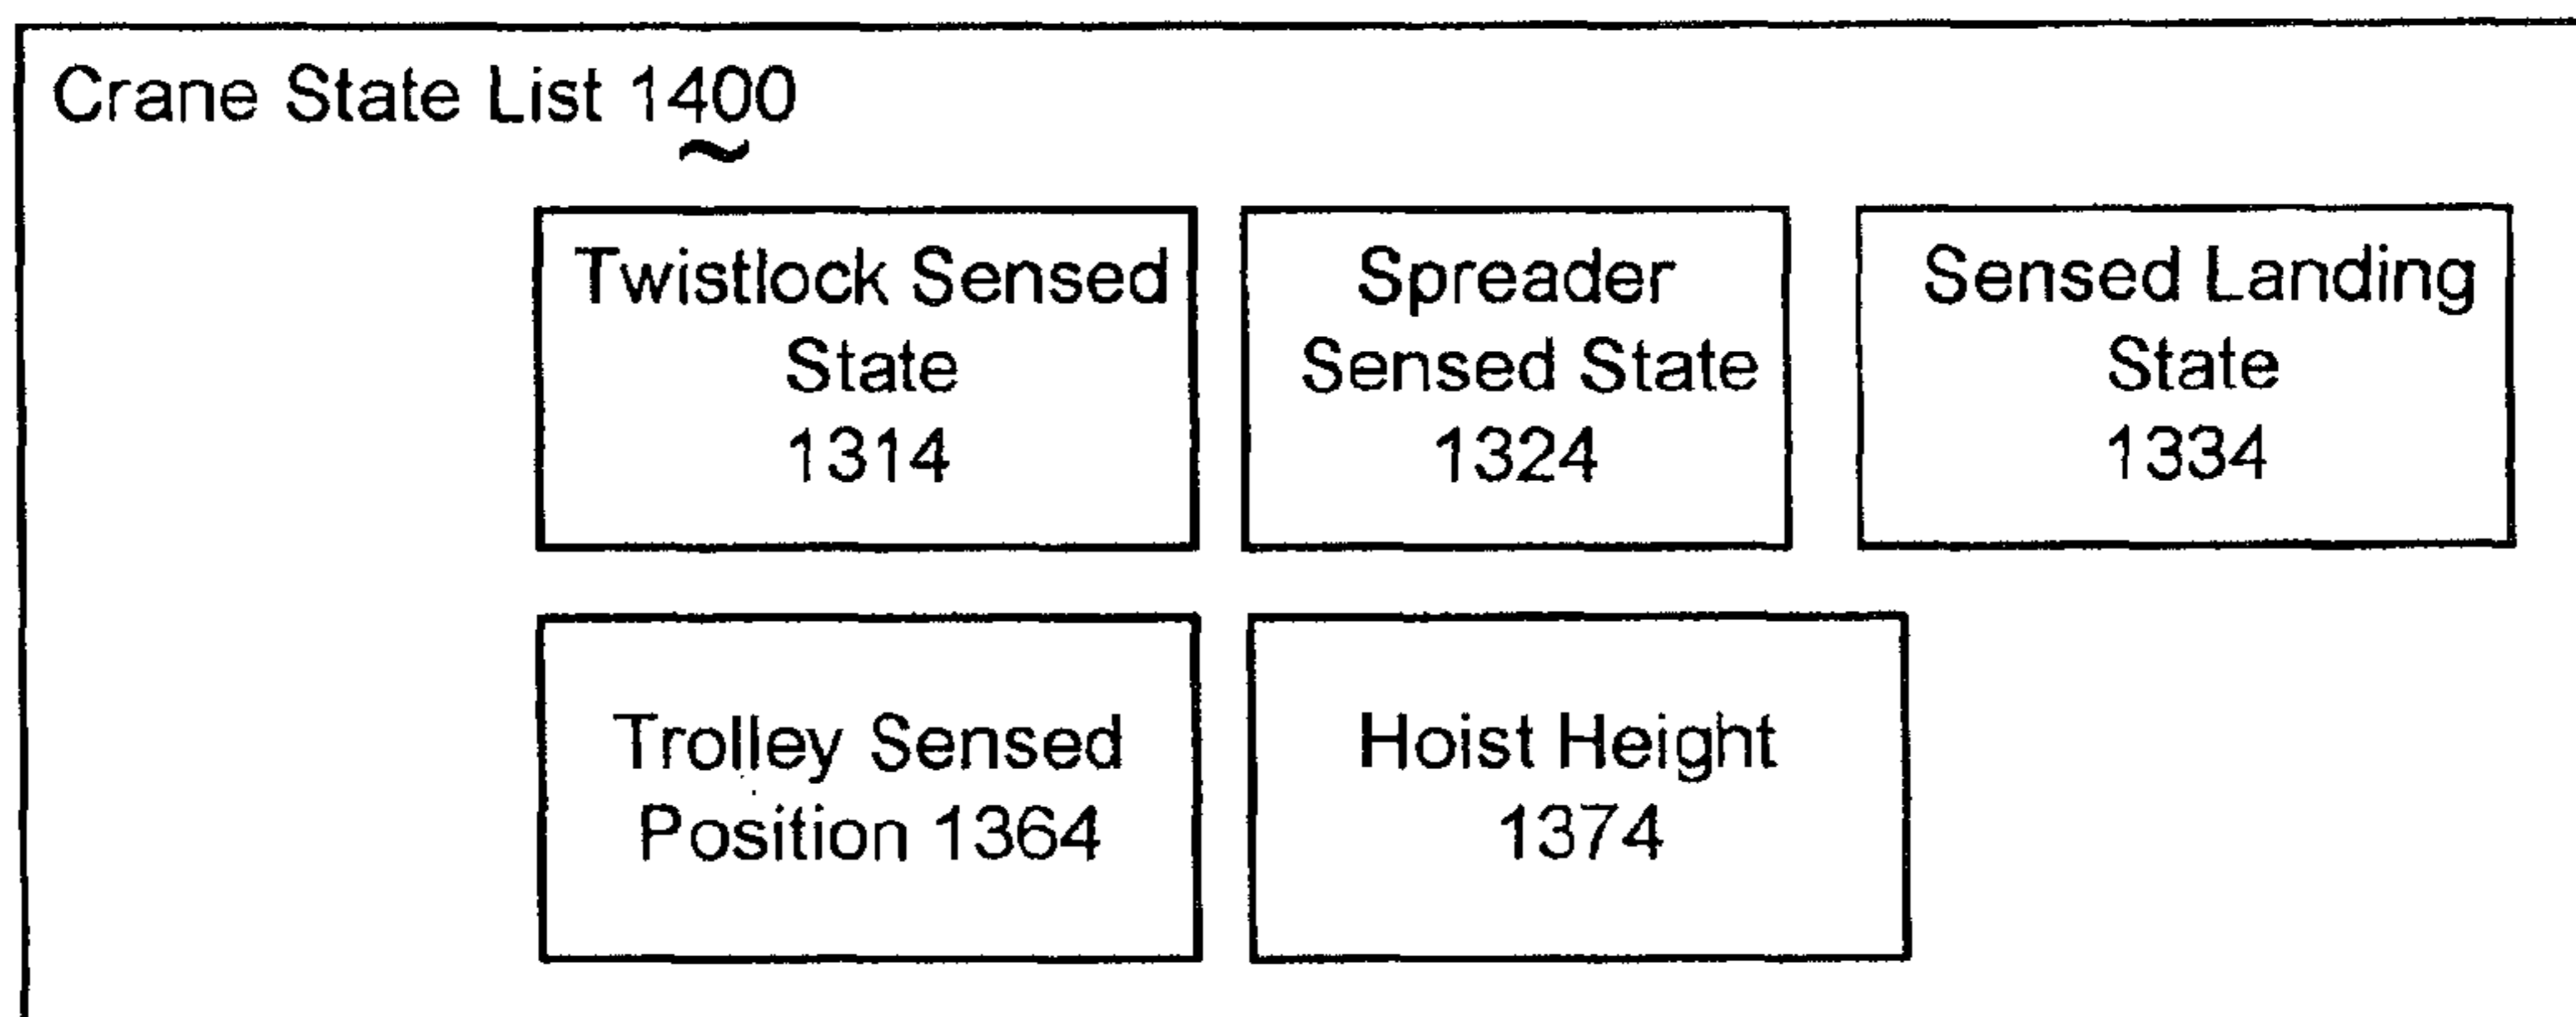 Crane State List 1400
Twistlock Sensed
State
1314
Spreader
Sensed State
1324
Sensed Landing
State
1334
Trolley Sensed
Position 1364
Hoist Height
1374